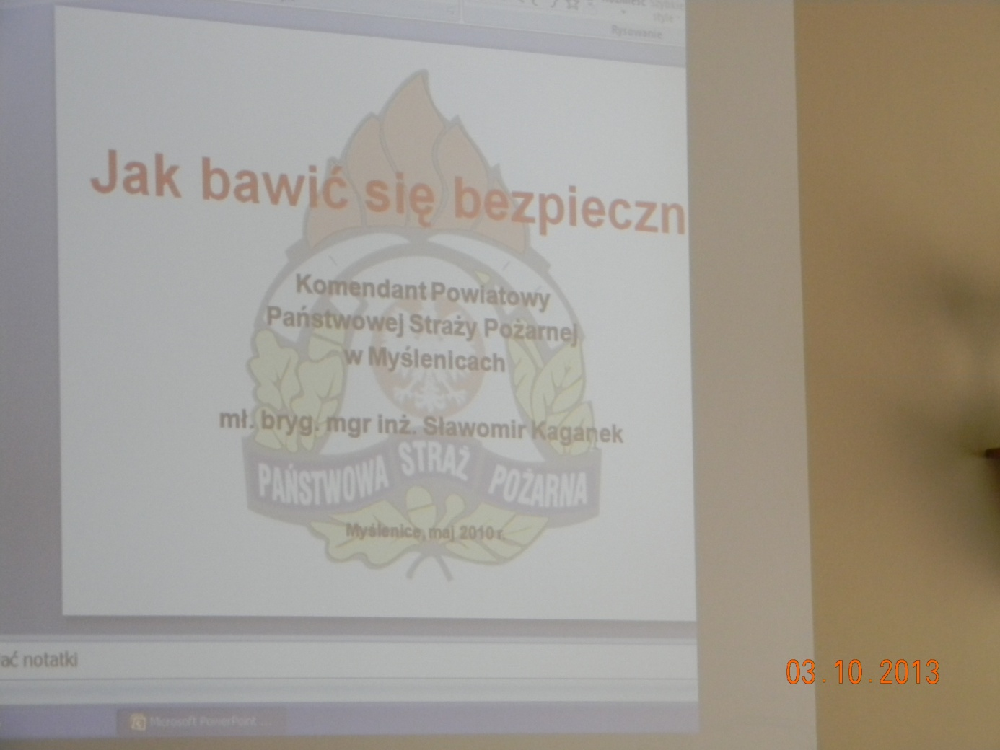 style
Rysowanie
Jak bawić się bezpieczn
Komendant Powiatowy
Państwowej Straży Pożarnej
w Myślenicach
mł. bryg. mgr inż. Sławomir Kaganek
PAŃSTWOWA STRAŻ POŻARNA
Myślenice, maj 2010 r.
ać notatki
Microsoft PowerPoint ...
03.10.2013